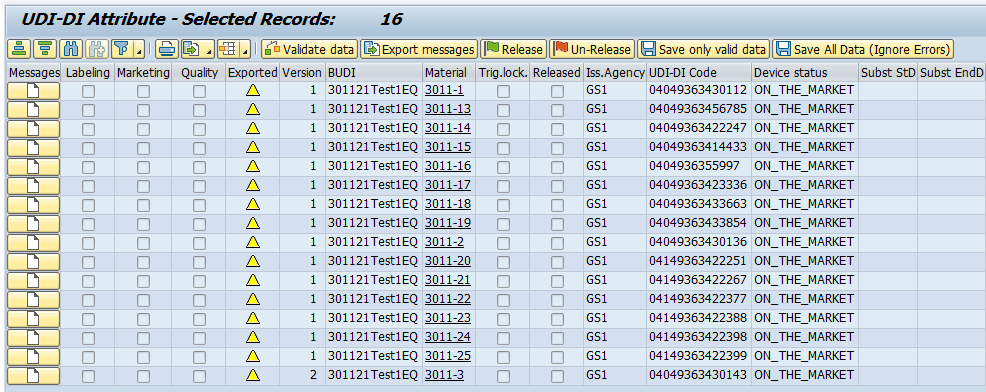 UDI-DI Attribute - Selected Records: 16
Validate data Export messages Release Un-Release Save only valid data Save All Data (Ignore Errors)
Messages Labeling Marketing Quality Exported Version BUDI Material Trig.lock. Released Iss.Agency UDI-DI Code Device status Subst StD Subst EndD
1 301121Test1EQ 3011-1 GS1 04049363430112 ON_THE_MARKET
1 301121Test1EQ 3011-13 GS1 04049363456785 ON_THE_MARKET
1 301121Test1EQ 3011-14 GS1 04049363422247 ON_THE_MARKET
1 301121Test1EQ 3011-15 GS1 04049363414433 ON_THE_MARKET
1 301121Test1EQ 3011-16 GS1 0404936355997 ON_THE_MARKET
1 301121Test1EQ 3011-17 GS1 04049363423336 ON_THE_MARKET
1 301121Test1EQ 3011-18 GS1 04049363433663 ON_THE_MARKET
1 301121Test1EQ 3011-19 GS1 04049363433854 ON_THE_MARKET
1 301121Test1EQ 3011-2 GS1 04049363430136 ON_THE_MARKET
1 301121Test1EQ 3011-20 GS1 04149363422251 ON_THE_MARKET
1 301121Test1EQ 3011-21 GS1 04149363422267 ON_THE_MARKET
1 301121Test1EQ 3011-22 GS1 04149363422377 ON_THE_MARKET
1 301121Test1EQ 3011-23 GS1 04149363422388 ON_THE_MARKET
1 301121Test1EQ 3011-24 GS1 04149363422398 ON_THE_MARKET
1 301121Test1EQ 3011-25 GS1 04149363422399 ON_THE_MARKET
2 301121Test1EQ 3011-3 GS1 04049363430143 ON_THE_MARKET